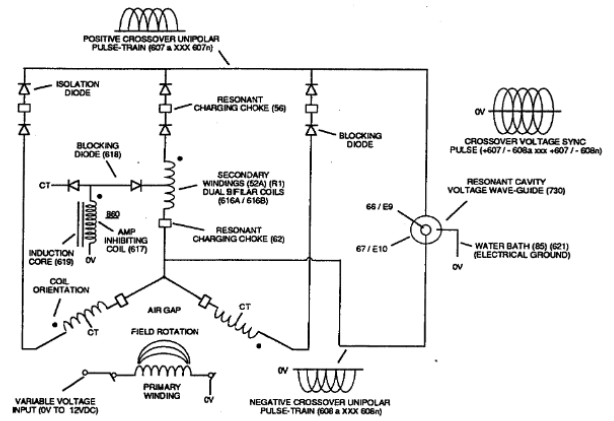 POSITIVE CROSSOVER UNIPOLAR
PULSE-TRAIN (607 a XXX 607n)
ISOLATION
DIODE
RESONANT
CHARGING CHOKE (56)
BLOCKING
DIODE
0V
CROSSOVER VOLTAGE SYNC
PULSE (+607 / - 608a xxx +607 / - 608n)
BLOCKING
DIODE (618)
CT
SECONDARY
WINDINGS (52A) (R1)
DUAL BIFILAR COILS
(616A / 616B)
RESONANT CAVITY
VOLTAGE WAVE-GUIDE (730)
66 / E9
67 / E10
INDUCTION
CORE (619)
AMP
INHIBITING
COIL (617)
0V
RESONANT
CHARGING CHOKE (62)
WATER BATH (85) (621)
(ELECTRICAL GROUND)
0V
COIL
ORIENTATION
CT
AIR GAP
CT
FIELD ROTATION
PRIMARY
WINDING
0V
VARIABLE VOLTAGE
INPUT (0V TO 12VDC)
0V
NEGATIVE CROSSOVER UNIPOLAR
PULSE-TRAIN (608 a XXX 608n)